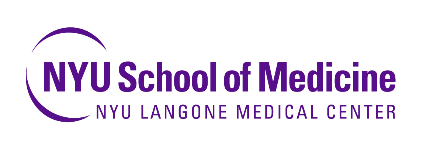 NYU School of Medicine
NYU LANGONE MEDICAL CENTER